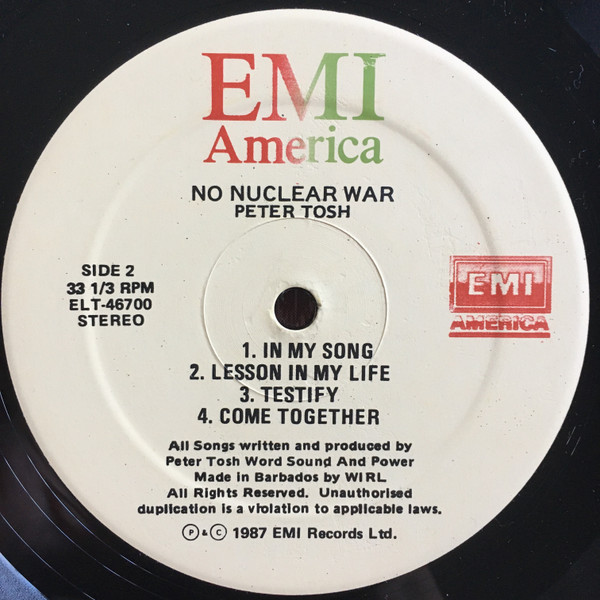 EMI
America
NO NUCLEAR WAR
PETER TOSH
SIDE 2
33 1/3 RPM
ELT-46700
STEREO
EMI
AMERICA
1. IN MY SONG
2. LESSON IN MY LIFE
3. TESTIFY
4. COME TOGETHER
All Songs written and produced by
Peter Tosh Word Sound And Power
Made in Barbados by WIRL
All Rights Reserved. Unauthorised
duplication is a violation to applicable laws.
Ⓟ & Ⓒ 1987 EMI Records Ltd.